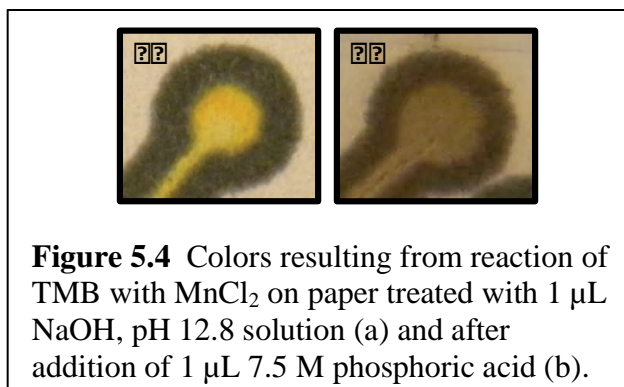 Figure 5.4 Colors resulting from reaction of
TMB with MnCl₂ on paper treated with 1 µL
NaOH, pH 12.8 solution (a) and after
addition of 1 µL 7.5 M phosphoric acid (b).